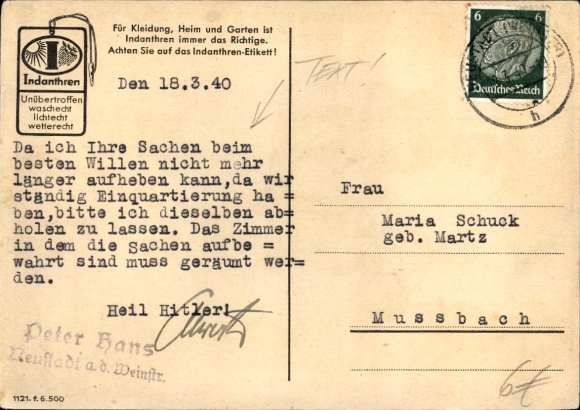 Für Kleidung, Heim und Garten ist
Indanthren immer das Richtige.
Achten Sie auf das Indanthren-Etikett!
I
Indanthren
Unübertroffen
waschecht
lichtecht
wetterecht
Den 18.3.40
TEXT!
Da ich Ihre Sachen beim
besten Willen nicht mehr
länger aufheben kann,da wir
ständig Einquartierung ha =
ben,bitte ich dieselben ab=
holen zu lassen. Das Zimmer
in dem die Sachen aufbe =
wahrt sind muss geräumt wer=
den.
Heil Hitler!
Peter Hans
Neustadt a.d. Weinstr.
1121. f. 6.500
6 6
Deutsches Reich
h
Frau
Maria Schuck
geb. Martz
Mussbach
6€